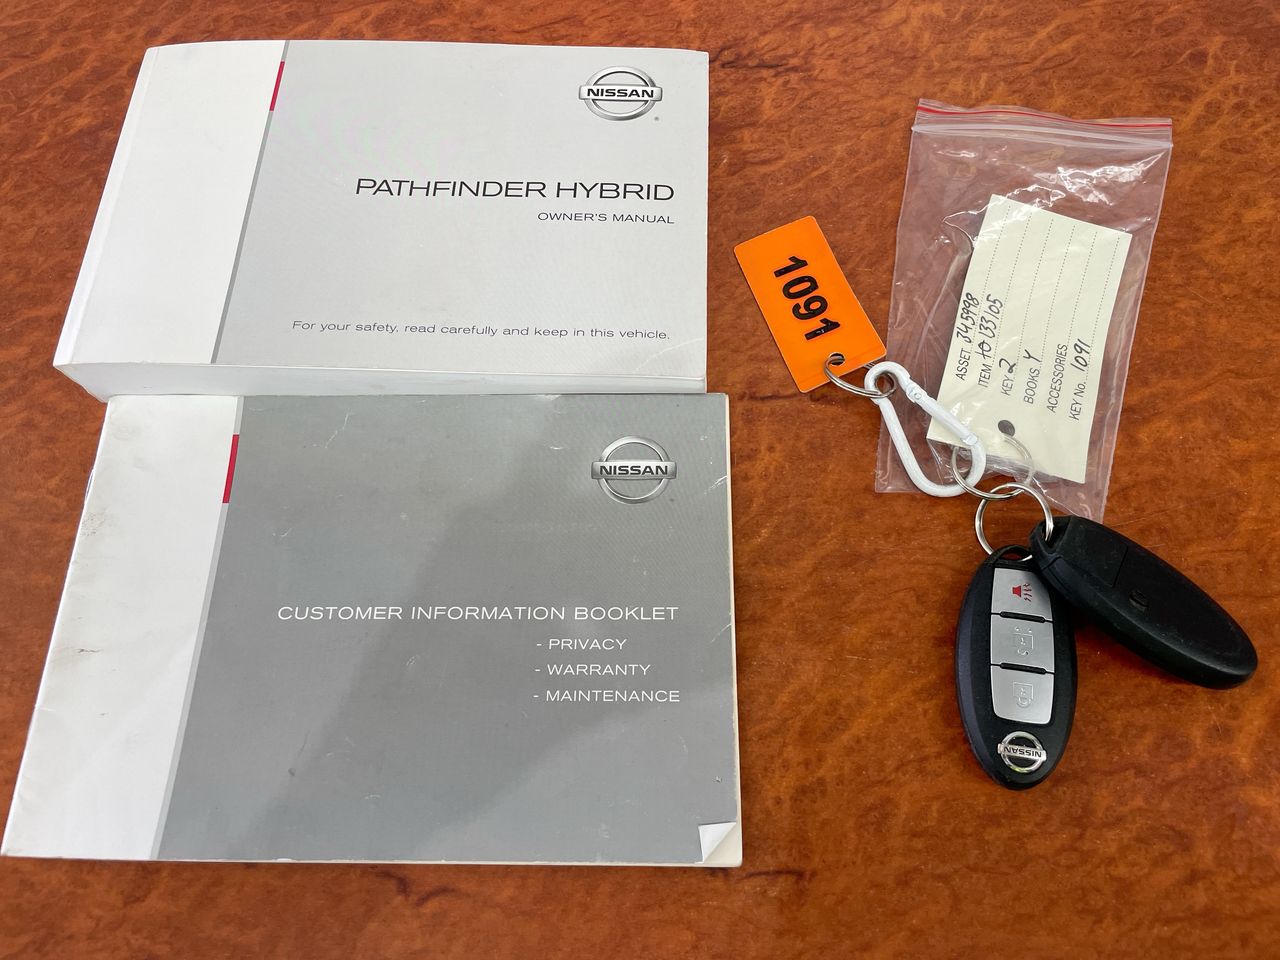 NISSAN
PATHFINDER HYBRID
OWNER'S MANUAL
For your safety, read carefully and keep in this vehicle.
NISSAN
CUSTOMER INFORMATION BOOKLET
- PRIVACY
- WARRANTY
- MAINTENANCE
1091
ASSET 345998
ITEM 10133105
KEY 2
BOOKS Y
ACCESSORIES
KEY No. 1091
NISSAN